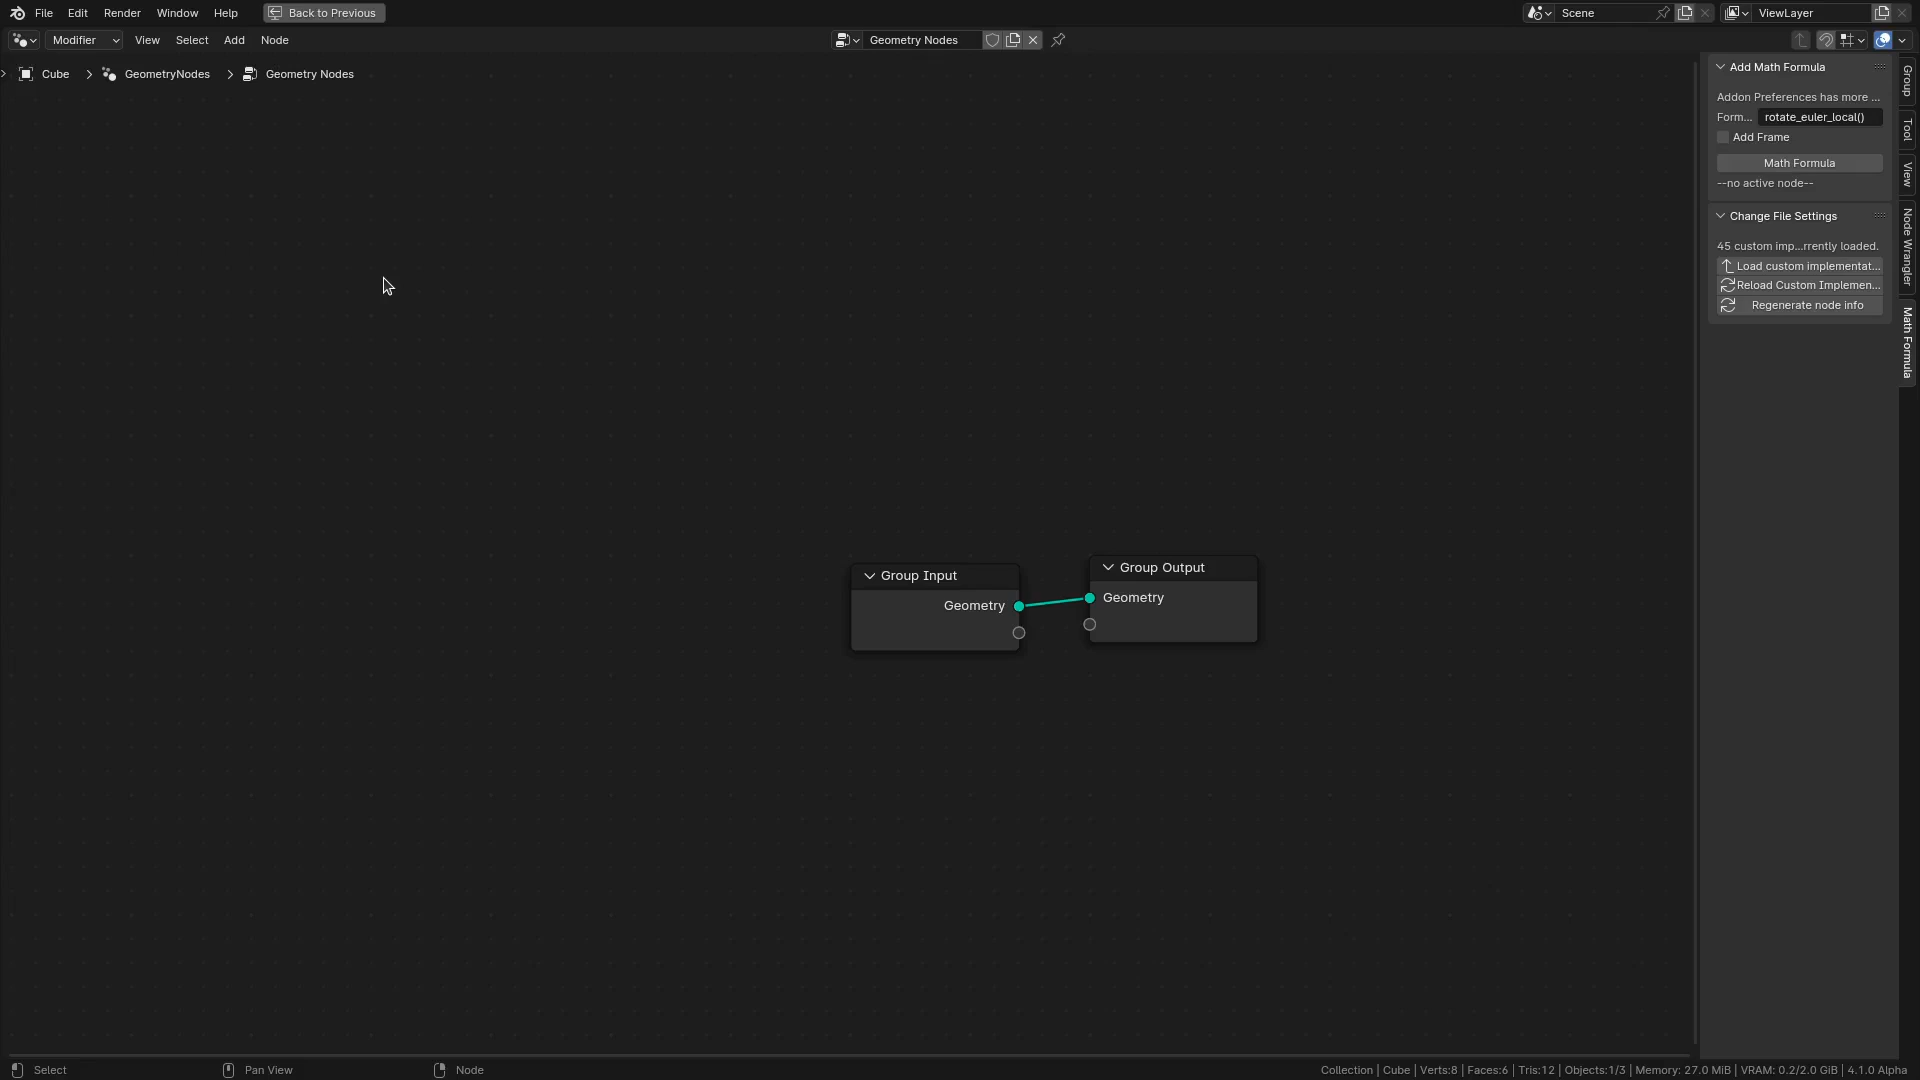 File Edit Render Window Help Back to Previous Scene ViewLayer
Modifier View Select Add Node Geometry Nodes
Cube > GeometryNodes > Geometry Nodes
Add Math Formula
Addon Preferences has more ...
Form... rotate_euler_local()
Add Frame
Math Formula
--no active node--
Change File Settings
45 custom imp...rrently loaded.
Load custom implementat...
Reload Custom Implemen...
Regenerate node info
Group
Tool
View
Node Wrangler
Math Formula
Group Input
Geometry
Group Output
Geometry
Select Pan View Node Collection | Cube | Verts:8 | Faces:6 | Tris:12 | Objects:1/3 | Memory: 27.0 MiB | VRAM: 0.2/2.0 GiB | 4.1.0 Alpha